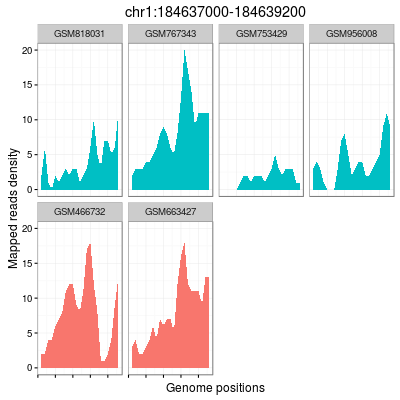 chr1:184637000-184639200
GSM818031 GSM767343 GSM753429 GSM956008
20
15
10
5
0
GSM466732 GSM663427
20
15
10
5
0
Mapped reads density
Genome positions